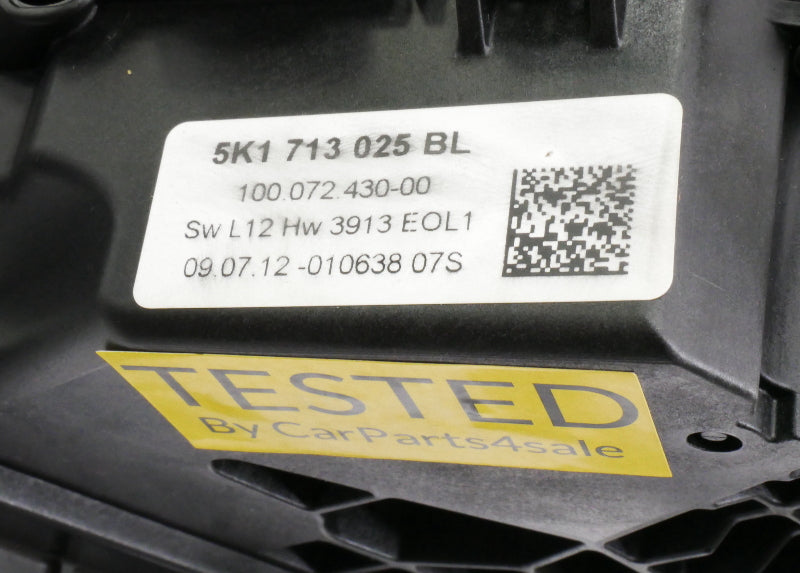 5K1 713 025 BL
100.072.430-00
Sw L12 Hw 3913 EOL1
09.07.12 -010638 07S
TESTED
By CarParts4sale